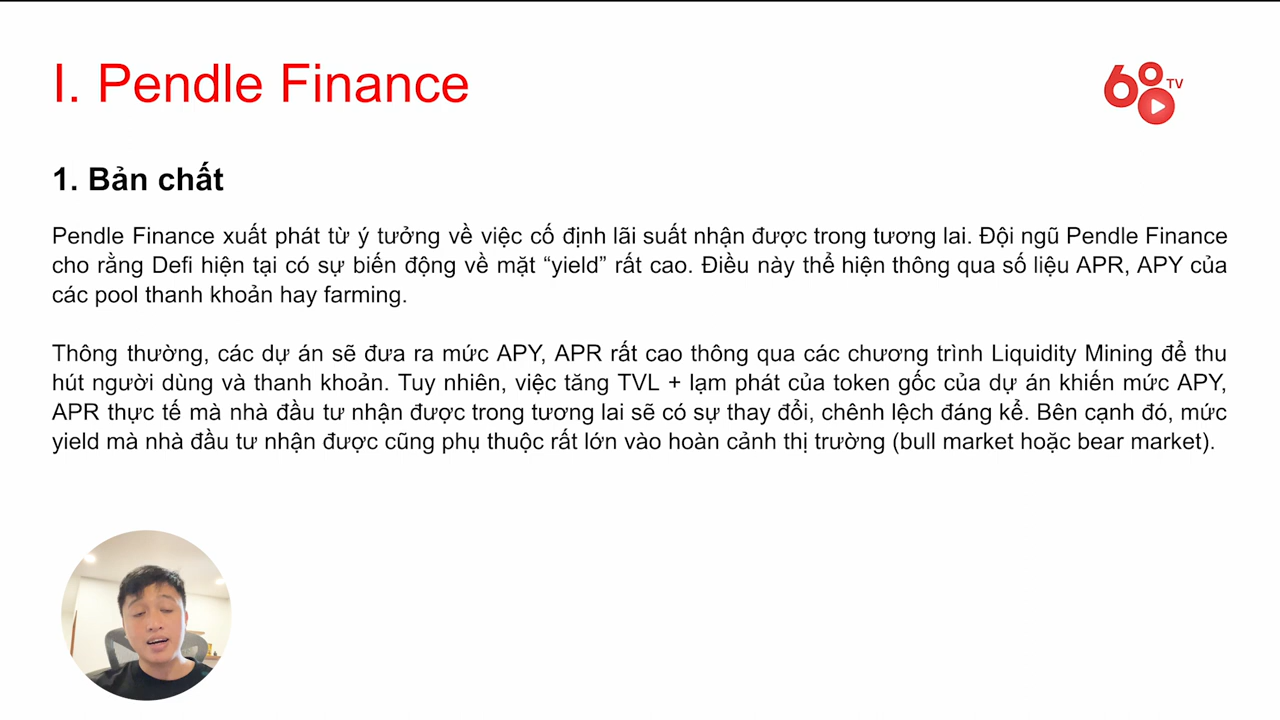 I. Pendle Finance
68 TV
1. Bản chất
Pendle Finance xuất phát từ ý tưởng về việc cố định lãi suất nhận được trong tương lai. Đội ngũ Pendle Finance
cho rằng Defi hiện tại có sự biến động về mặt “yield” rất cao. Điều này thể hiện thông qua số liệu APR, APY của
các pool thanh khoản hay farming.
Thông thường, các dự án sẽ đưa ra mức APY, APR rất cao thông qua các chương trình Liquidity Mining để thu
hút người dùng và thanh khoản. Tuy nhiên, việc tăng TVL + lạm phát của token gốc của dự án khiến mức APY,
APR thực tế mà nhà đầu tư nhận được trong tương lai sẽ có sự thay đổi, chênh lệch đáng kể. Bên cạnh đó, mức
yield mà nhà đầu tư nhận được cũng phụ thuộc rất lớn vào hoàn cảnh thị trường (bull market hoặc bear market).